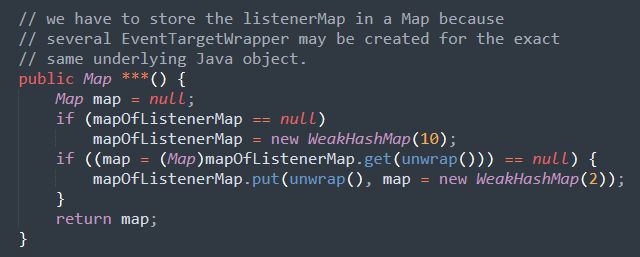 // we have to store the listenerMap in a Map because
// several EventTargetWrapper may be created for the exact
// same underlying Java object.
public Map ***() {
    Map map = null;
    if (mapOfListenerMap == null)
        mapOfListenerMap = new WeakHashMap(10);
    if ((map = (Map)mapOfListenerMap.get(unwrap())) == null) {
        mapOfListenerMap.put(unwrap(), map = new WeakHashMap(2));
    }
    return map;
}